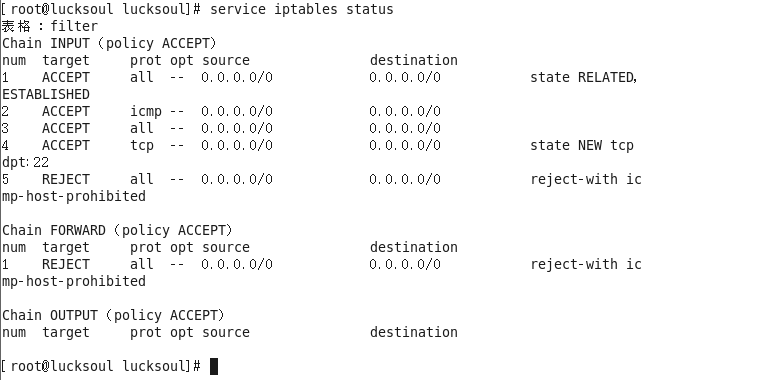 [root@lucksoul lucksoul]# service iptables status
表格：filter
Chain INPUT (policy ACCEPT)
num  target     prot opt source               destination
1    ACCEPT     all  --  0.0.0.0/0            0.0.0.0/0           state RELATED,
ESTABLISHED
2    ACCEPT     icmp --  0.0.0.0/0            0.0.0.0/0
3    ACCEPT     all  --  0.0.0.0/0            0.0.0.0/0
4    ACCEPT     tcp  --  0.0.0.0/0            0.0.0.0/0           state NEW tcp
dpt:22
5    REJECT     all  --  0.0.0.0/0            0.0.0.0/0           reject-with ic
mp-host-prohibited
Chain FORWARD (policy ACCEPT)
num  target     prot opt source               destination
1    REJECT     all  --  0.0.0.0/0            0.0.0.0/0           reject-with ic
mp-host-prohibited
Chain OUTPUT (policy ACCEPT)
num  target     prot opt source               destination
[root@lucksoul lucksoul]#